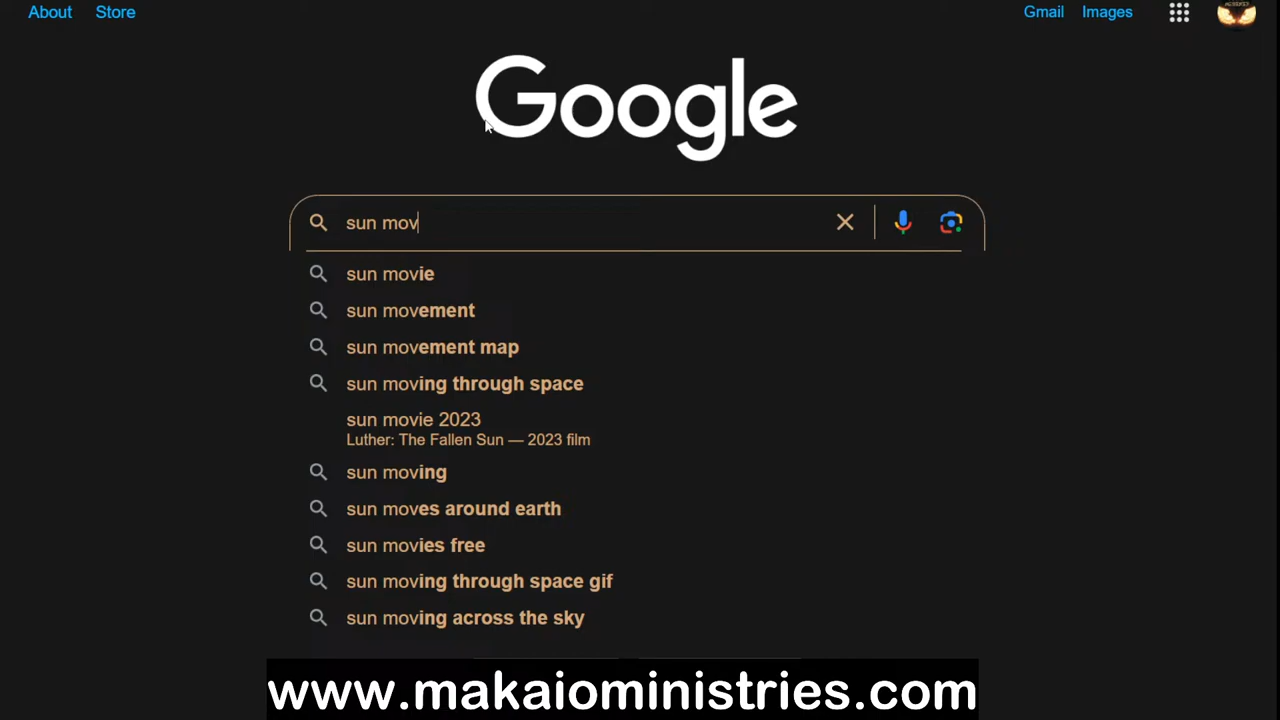 About Store Gmail Images
Google
sun mov
sun movie
sun movement
sun movement map
sun moving through space
sun movie 2023
Luther: The Fallen Sun — 2023 film
sun moving
sun moves around earth
sun movies free
sun moving through space gif
sun moving across the sky
www.makaioministries.com